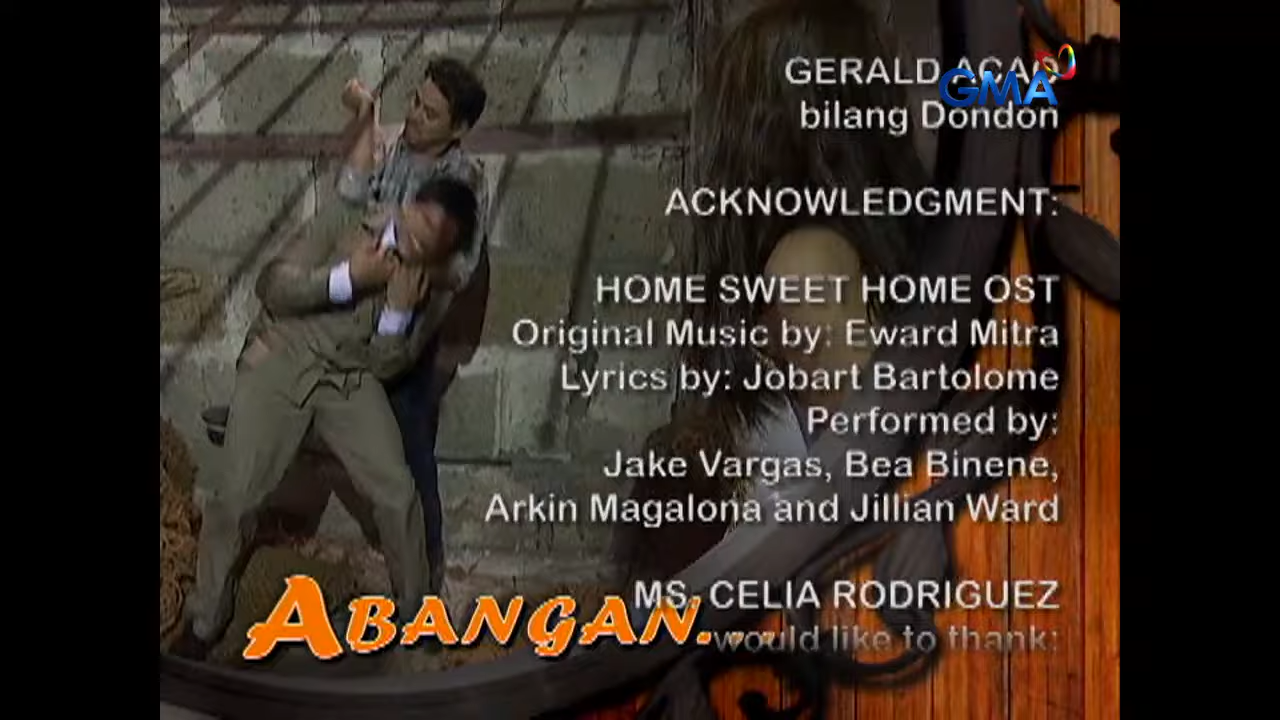 GERALD ACAO
bilang Dondon
GMA
ACKNOWLEDGMENT:
HOME SWEET HOME OST
Original Music by: Eward Mitra
Lyrics by: Jobart Bartolome
Performed by:
Jake Vargas, Bea Binene,
Arkin Magalona and Jillian Ward
MS. CELIA RODRIGUEZ
would like to thank:
ABANGAN...